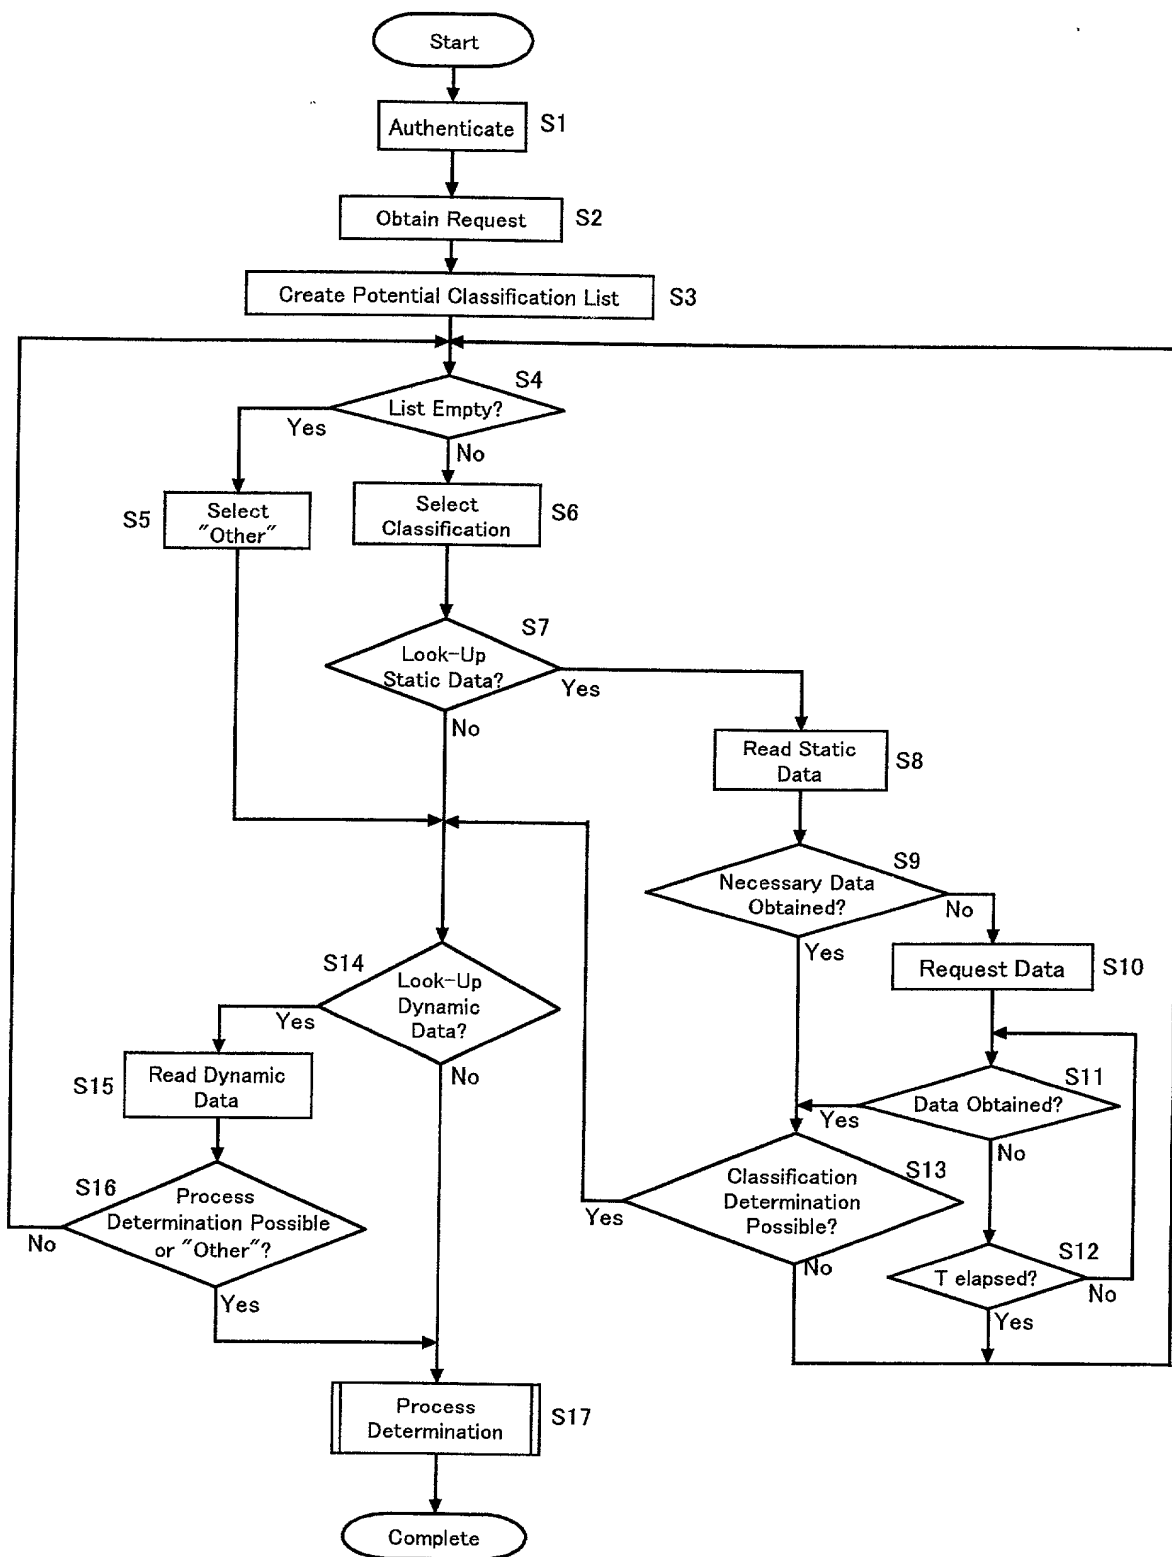 Start
Authenticate
S1
Obtain Request
S2
Create Potential Classification List
S3
S4
List Empty?
Yes
No
S5
Select
"Other"
Select
Classification
S6
S7
Look-Up
Static Data?
Yes
No
Read Static
Data
S8
S9
Necessary Data
Obtained?
No
Yes
Request Data
S10
S14
Look-Up
Dynamic
Data?
Yes
No
S15
Read Dynamic
Data
S11
Data Obtained?
Yes
No
S13
Classification
Determination
Possible?
Yes
No
S16
Process
Determination Possible
or "Other"?
No
Yes
S12
T elapsed?
No
Yes
Process
Determination
S17
Complete